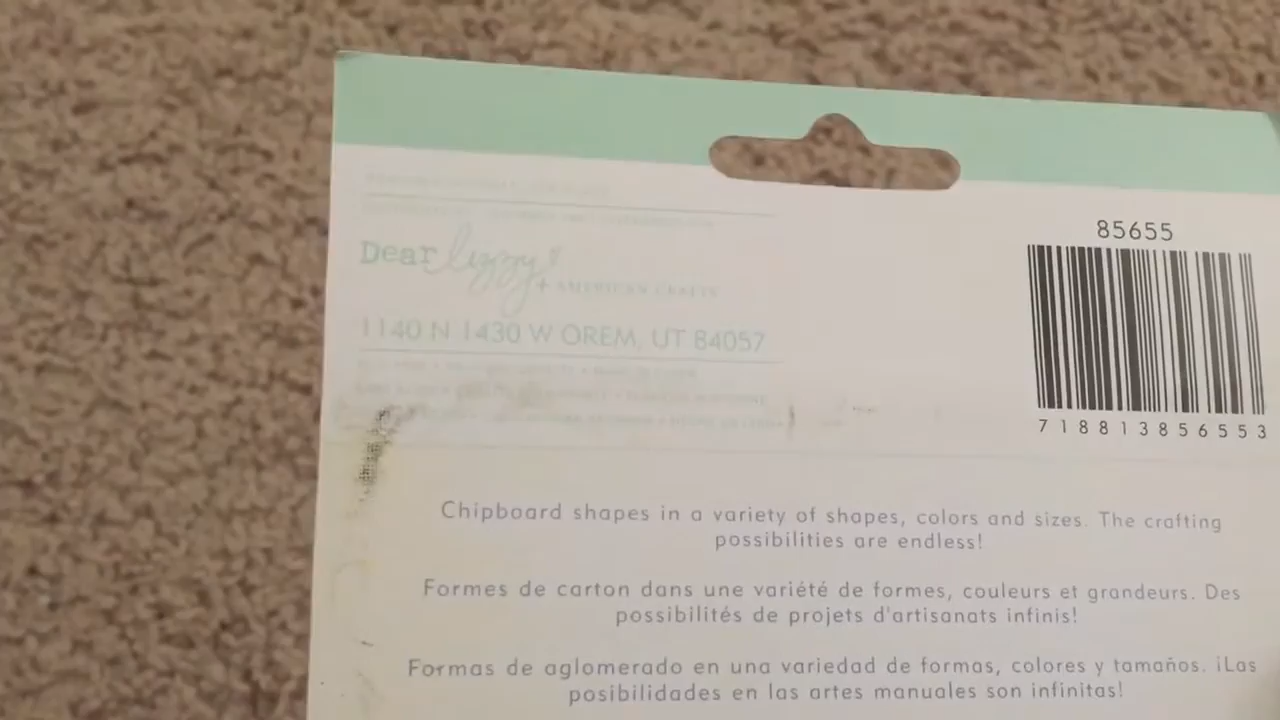 Dear lizzy
+ AMERICAN CRAFTS
1140 N 1430 W OREM, UT 84057
85655
7 18813 85655 3
Chipboard shapes in a variety of shapes, colors and sizes. The crafting
possibilities are endless!
Formes de carton dans une variété de formes, couleurs et grandeurs. Des
possibilités de projets d'artisanats infinis!
Formas de aglomerado en una variedad de formas, colores y tamaños. ¡Las
posibilidades en las artes manuales son infinitas!